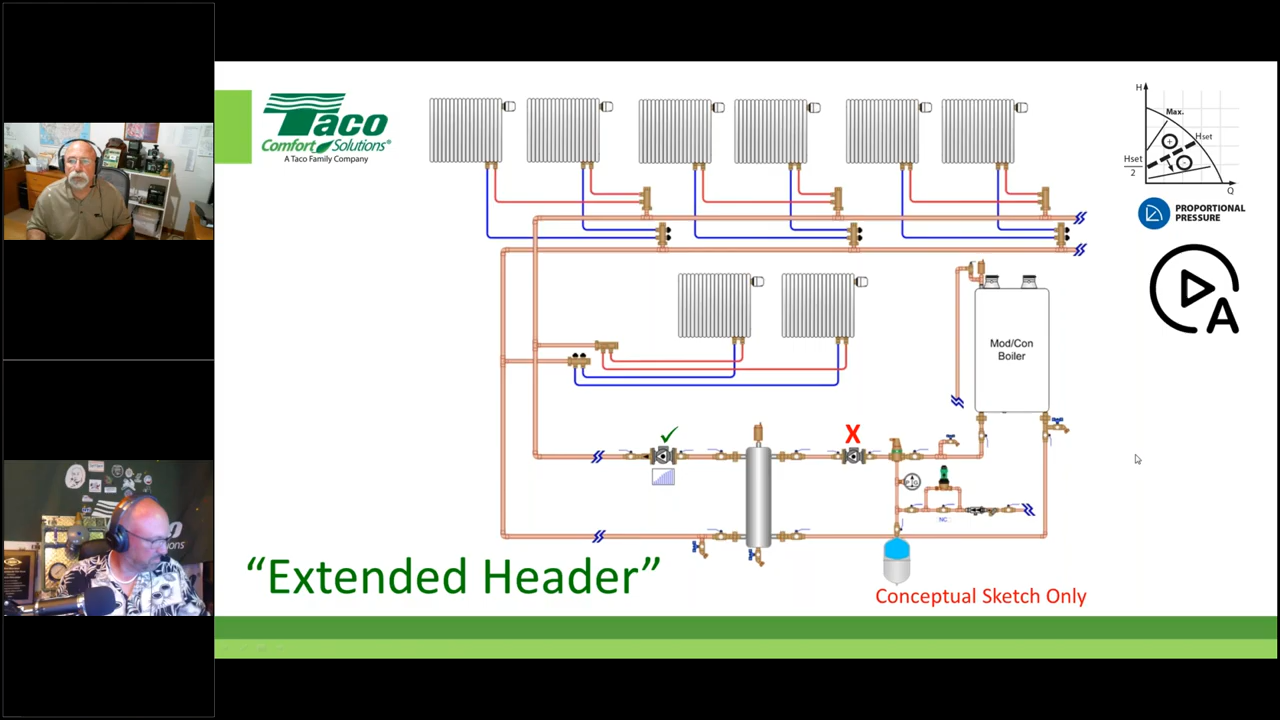 Taco
Comfort Solutions®
A Taco Family Company
H
Max.
Hset
Hset
2
Q
PROPORTIONAL
PRESSURE
A
Mod/Con
Boiler
X
P G
NC
"Extended Header"
Conceptual Sketch Only